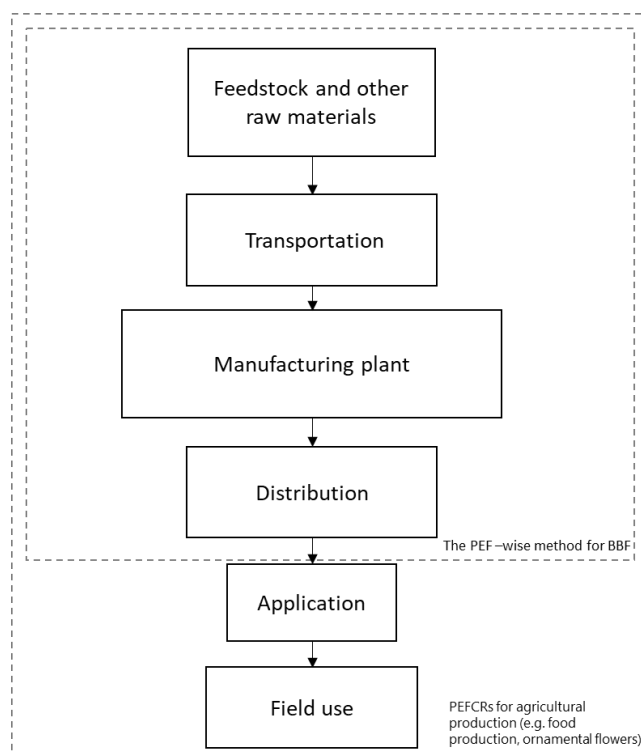 Feedstock and other
raw materials
Transportation
Manufacturing plant
Distribution
The PEF –wise method for BBF
Application
Field use
PEFCRs for agricultural
production (e.g. food
production, ornamental flowers)